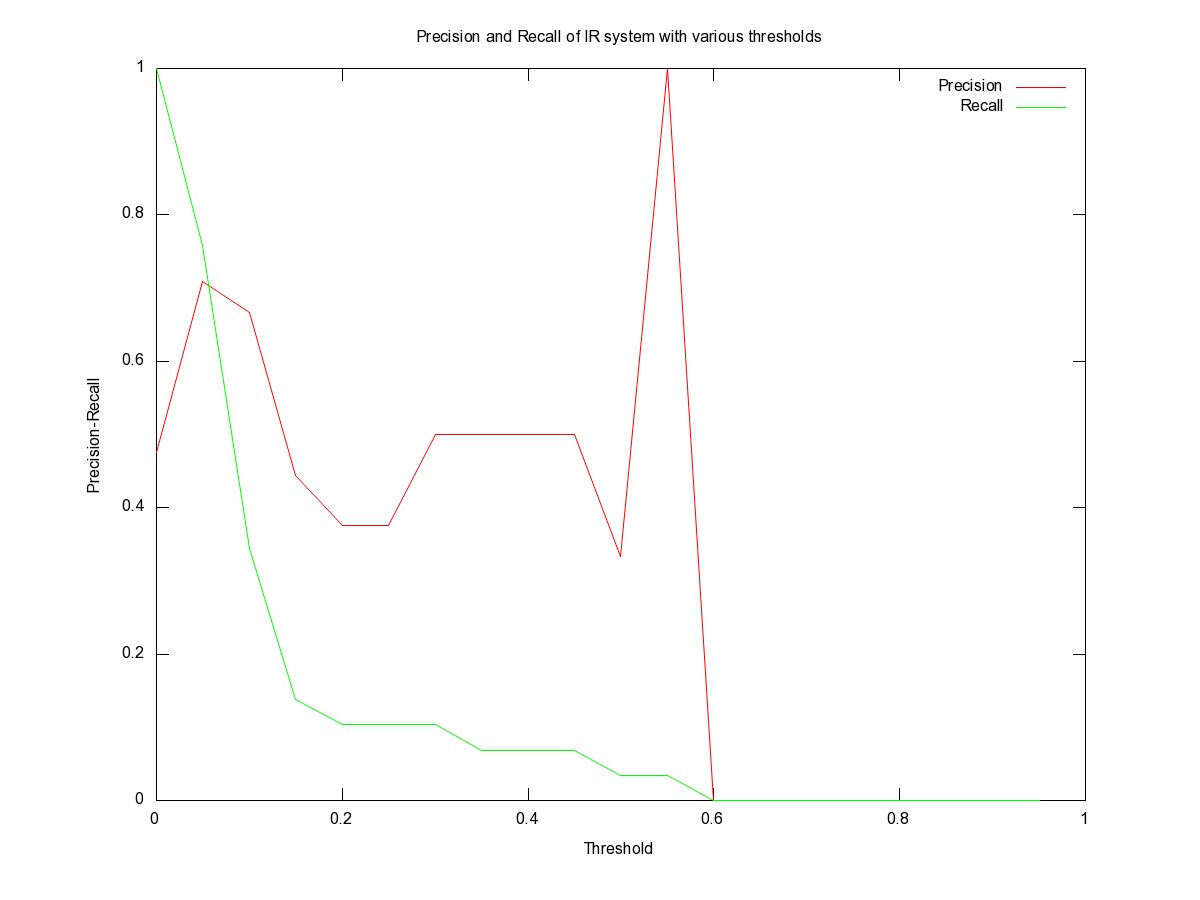 Precision and Recall of IR system with various thresholds
1
Precision
Recall
0.8
0.6
Precision-Recall
0.4
0.2
0
0 0.2 0.4 0.6 0.8 1
Threshold